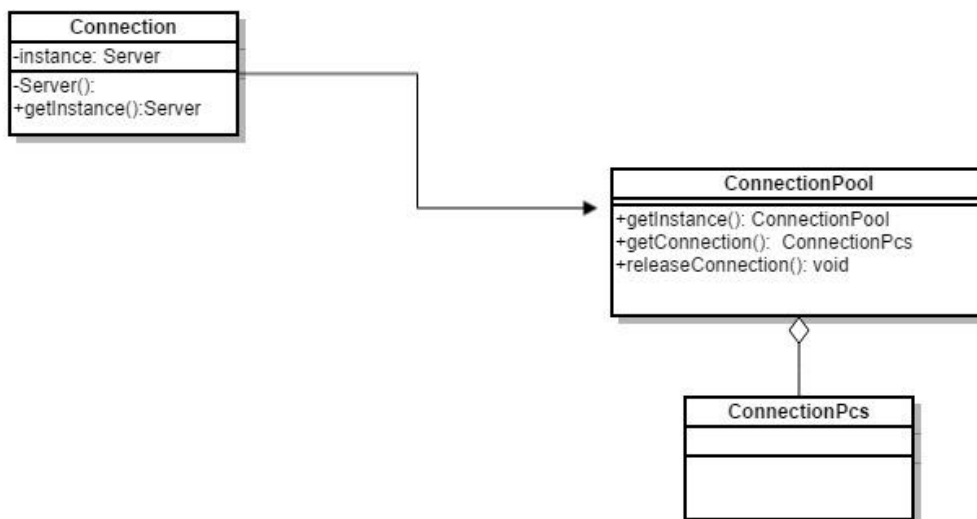 Connection
-instance: Server
-Server():
+getInstance():Server
ConnectionPool
+getInstance(): ConnectionPool
+getConnection(): ConnectionPcs
+releaseConnection(): void
ConnectionPcs